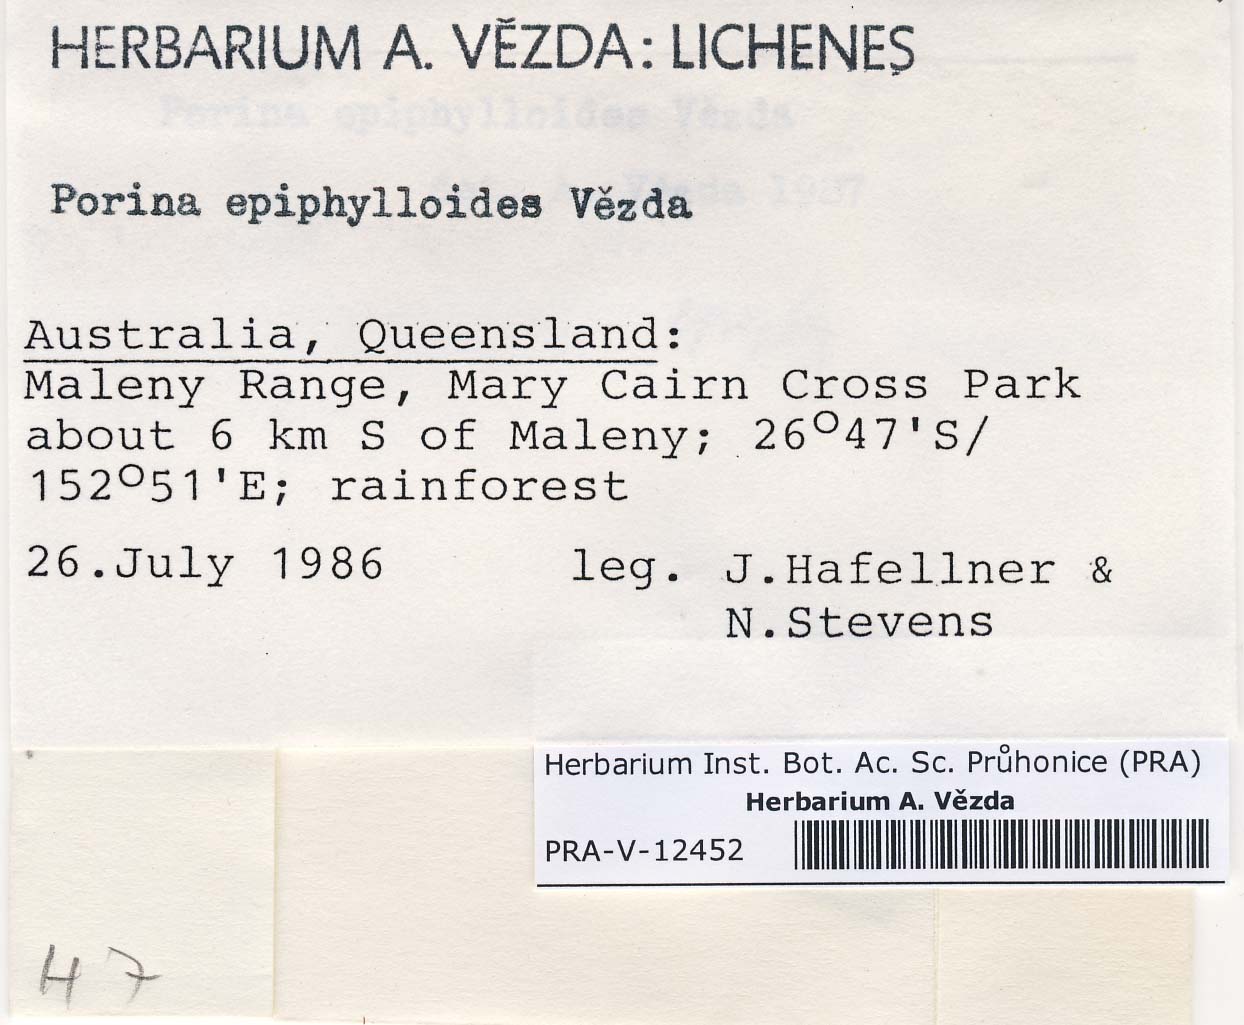 HERBARIUM A. VĚZDA: LICHENES
Porina epiphylloides Vězda
Australia, Queensland:
Maleny Range, Mary Cairn Cross Park
about 6 km S of Maleny; 26°47'S/
152°51'E; rainforest
26.July 1986 leg. J.Hafellner &
N.Stevens
Herbarium Inst. Bot. Ac. Sc. Průhonice (PRA)
Herbarium A. Vězda
PRA-V-12452
47